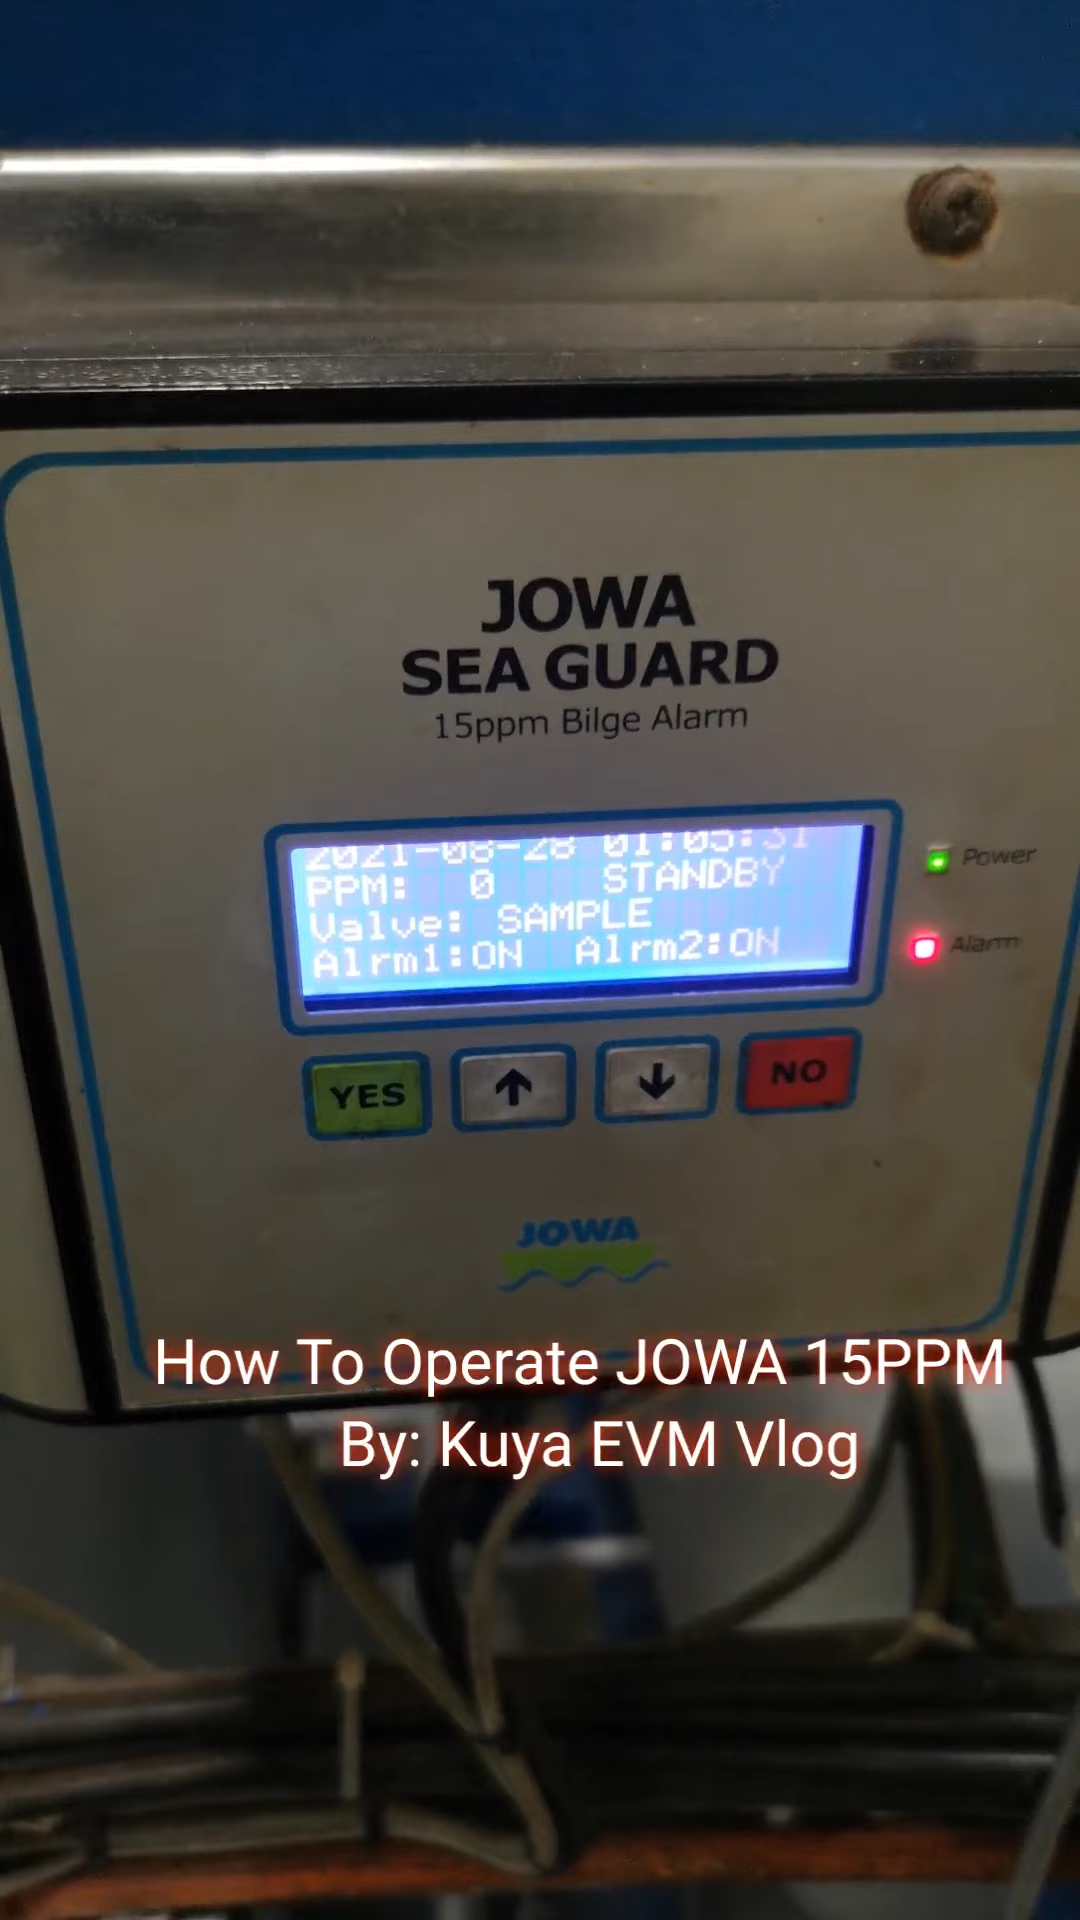 JOWA
SEA GUARD
15ppm Bilge Alarm
2021-08-28 01:05:31
PPM: 0 STANDBY
Valve: SAMPLE
Alrm1:ON Alrm2:ON
Power
Alarm
YES ↑ ↓ NO
JOWA
How To Operate JOWA 15PPM
By: Kuya EVM Vlog